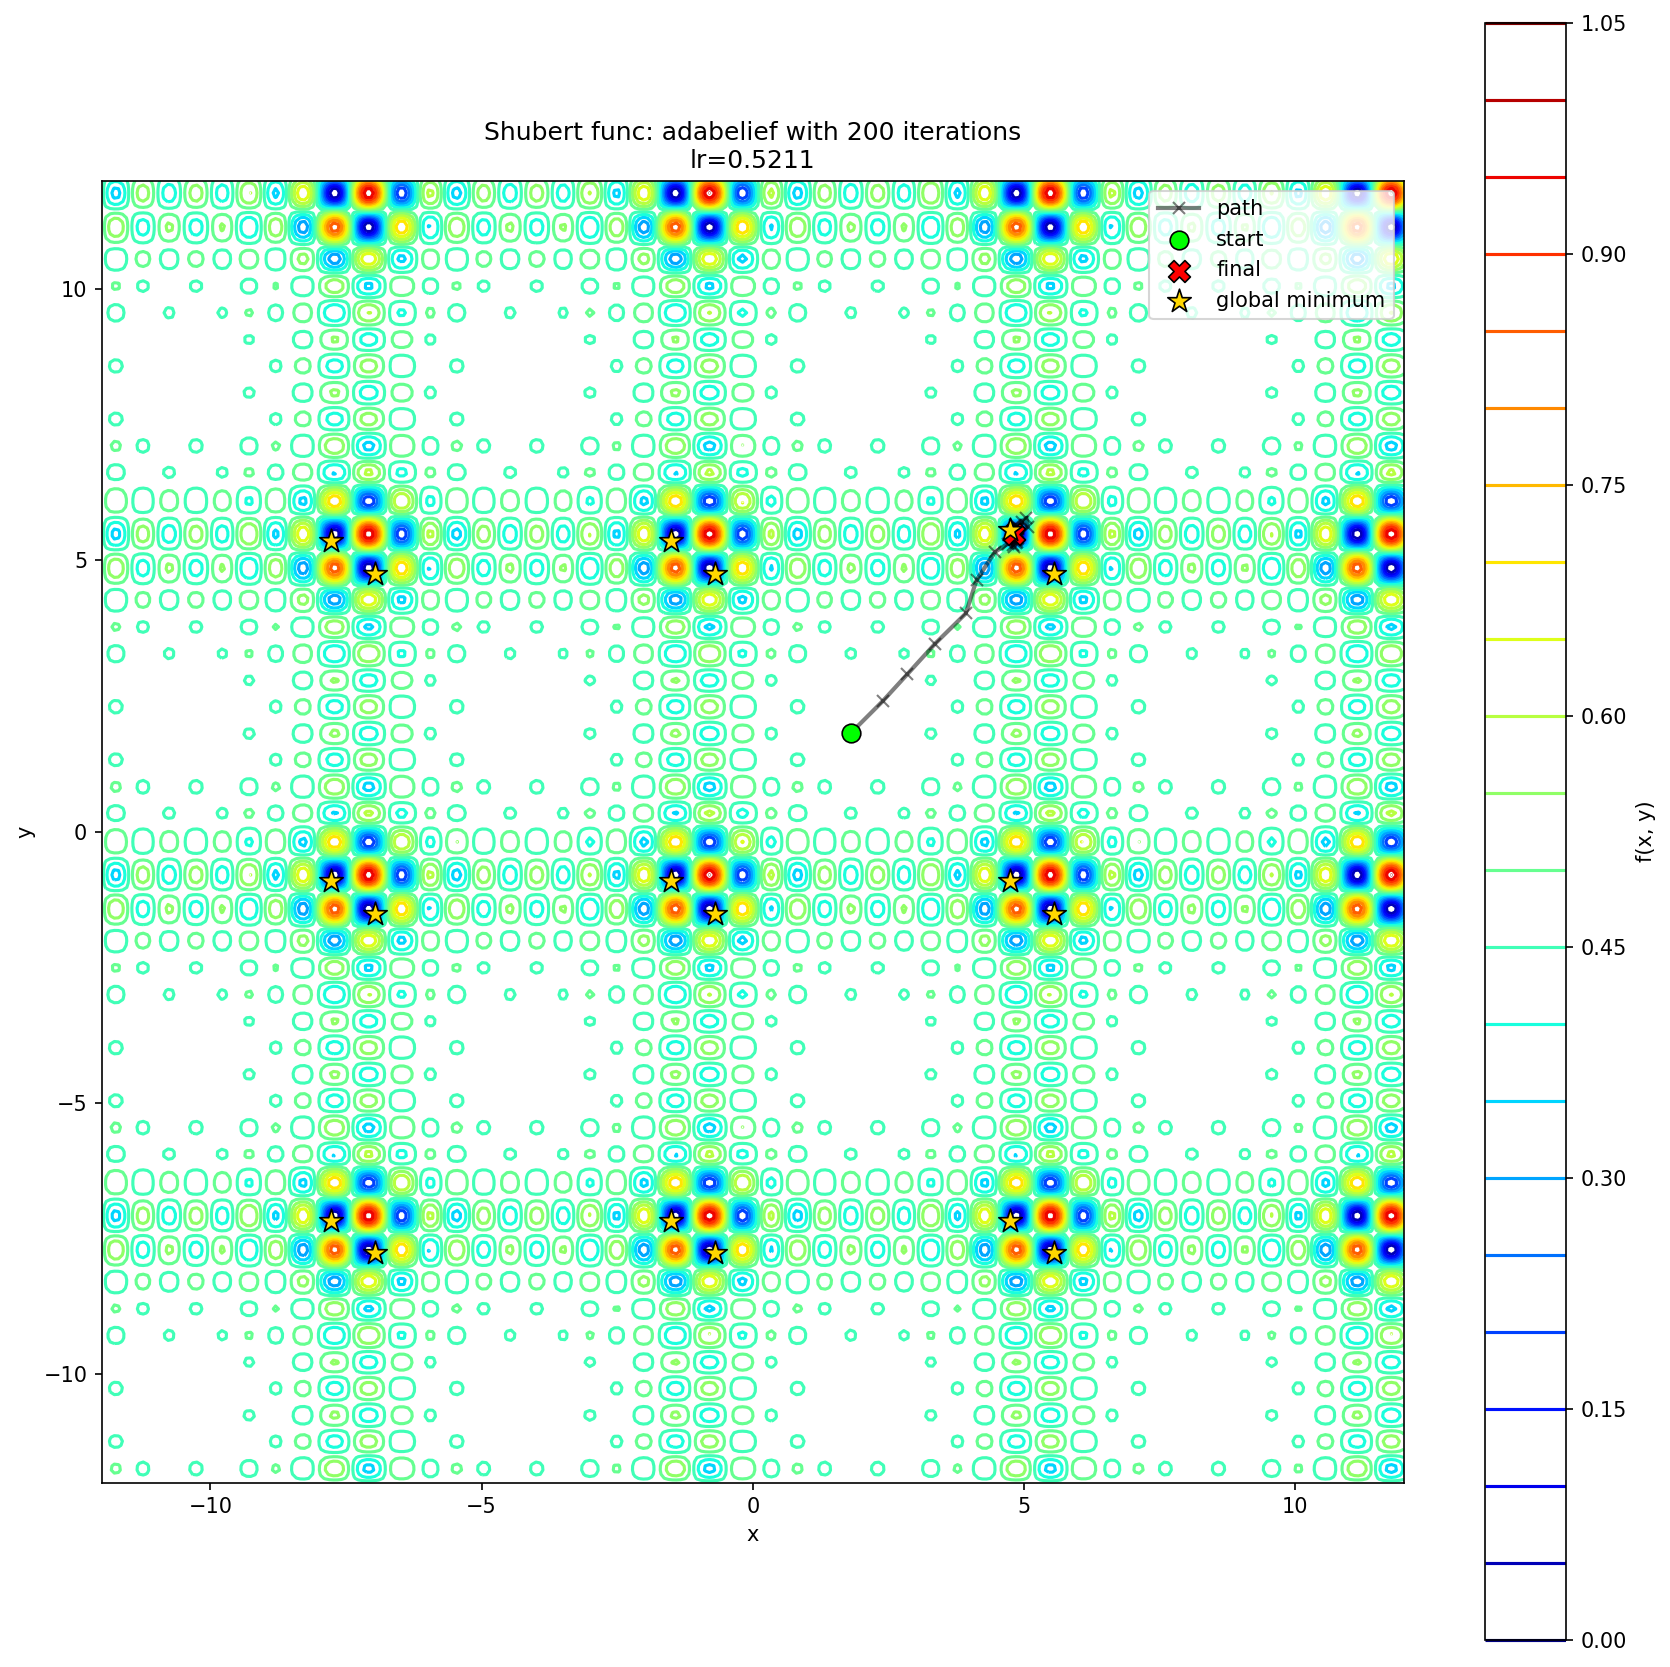 Shubert func: adabelief with 200 iterations
lr=0.5211
path
start
final
global minimum
10
5
0
−5
−10
y
−10
−5
0
5
10
x
1.05
0.90
0.75
0.60
0.45
0.30
0.15
0.00
f(x, y)